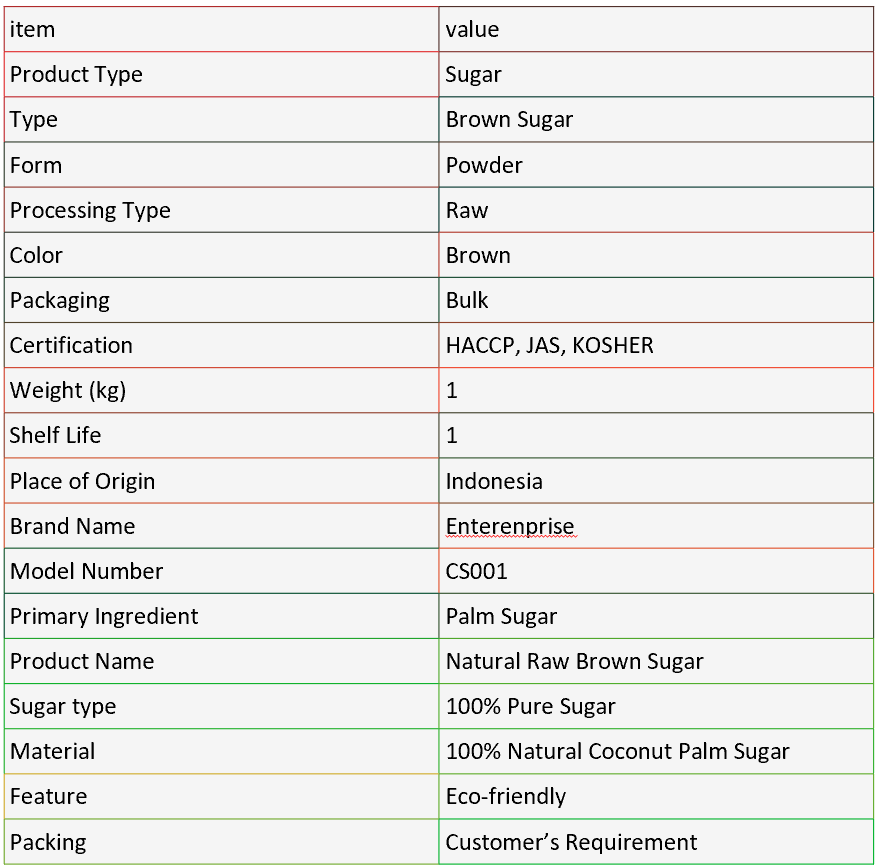 item value
Product Type Sugar
Type Brown Sugar
Form Powder
Processing Type Raw
Color Brown
Packaging Bulk
Certification HACCP, JAS, KOSHER
Weight (kg) 1
Shelf Life 1
Place of Origin Indonesia
Brand Name Enterenprise
Model Number CS001
Primary Ingredient Palm Sugar
Product Name Natural Raw Brown Sugar
Sugar type 100% Pure Sugar
Material 100% Natural Coconut Palm Sugar
Feature Eco-friendly
Packing Customer’s Requirement